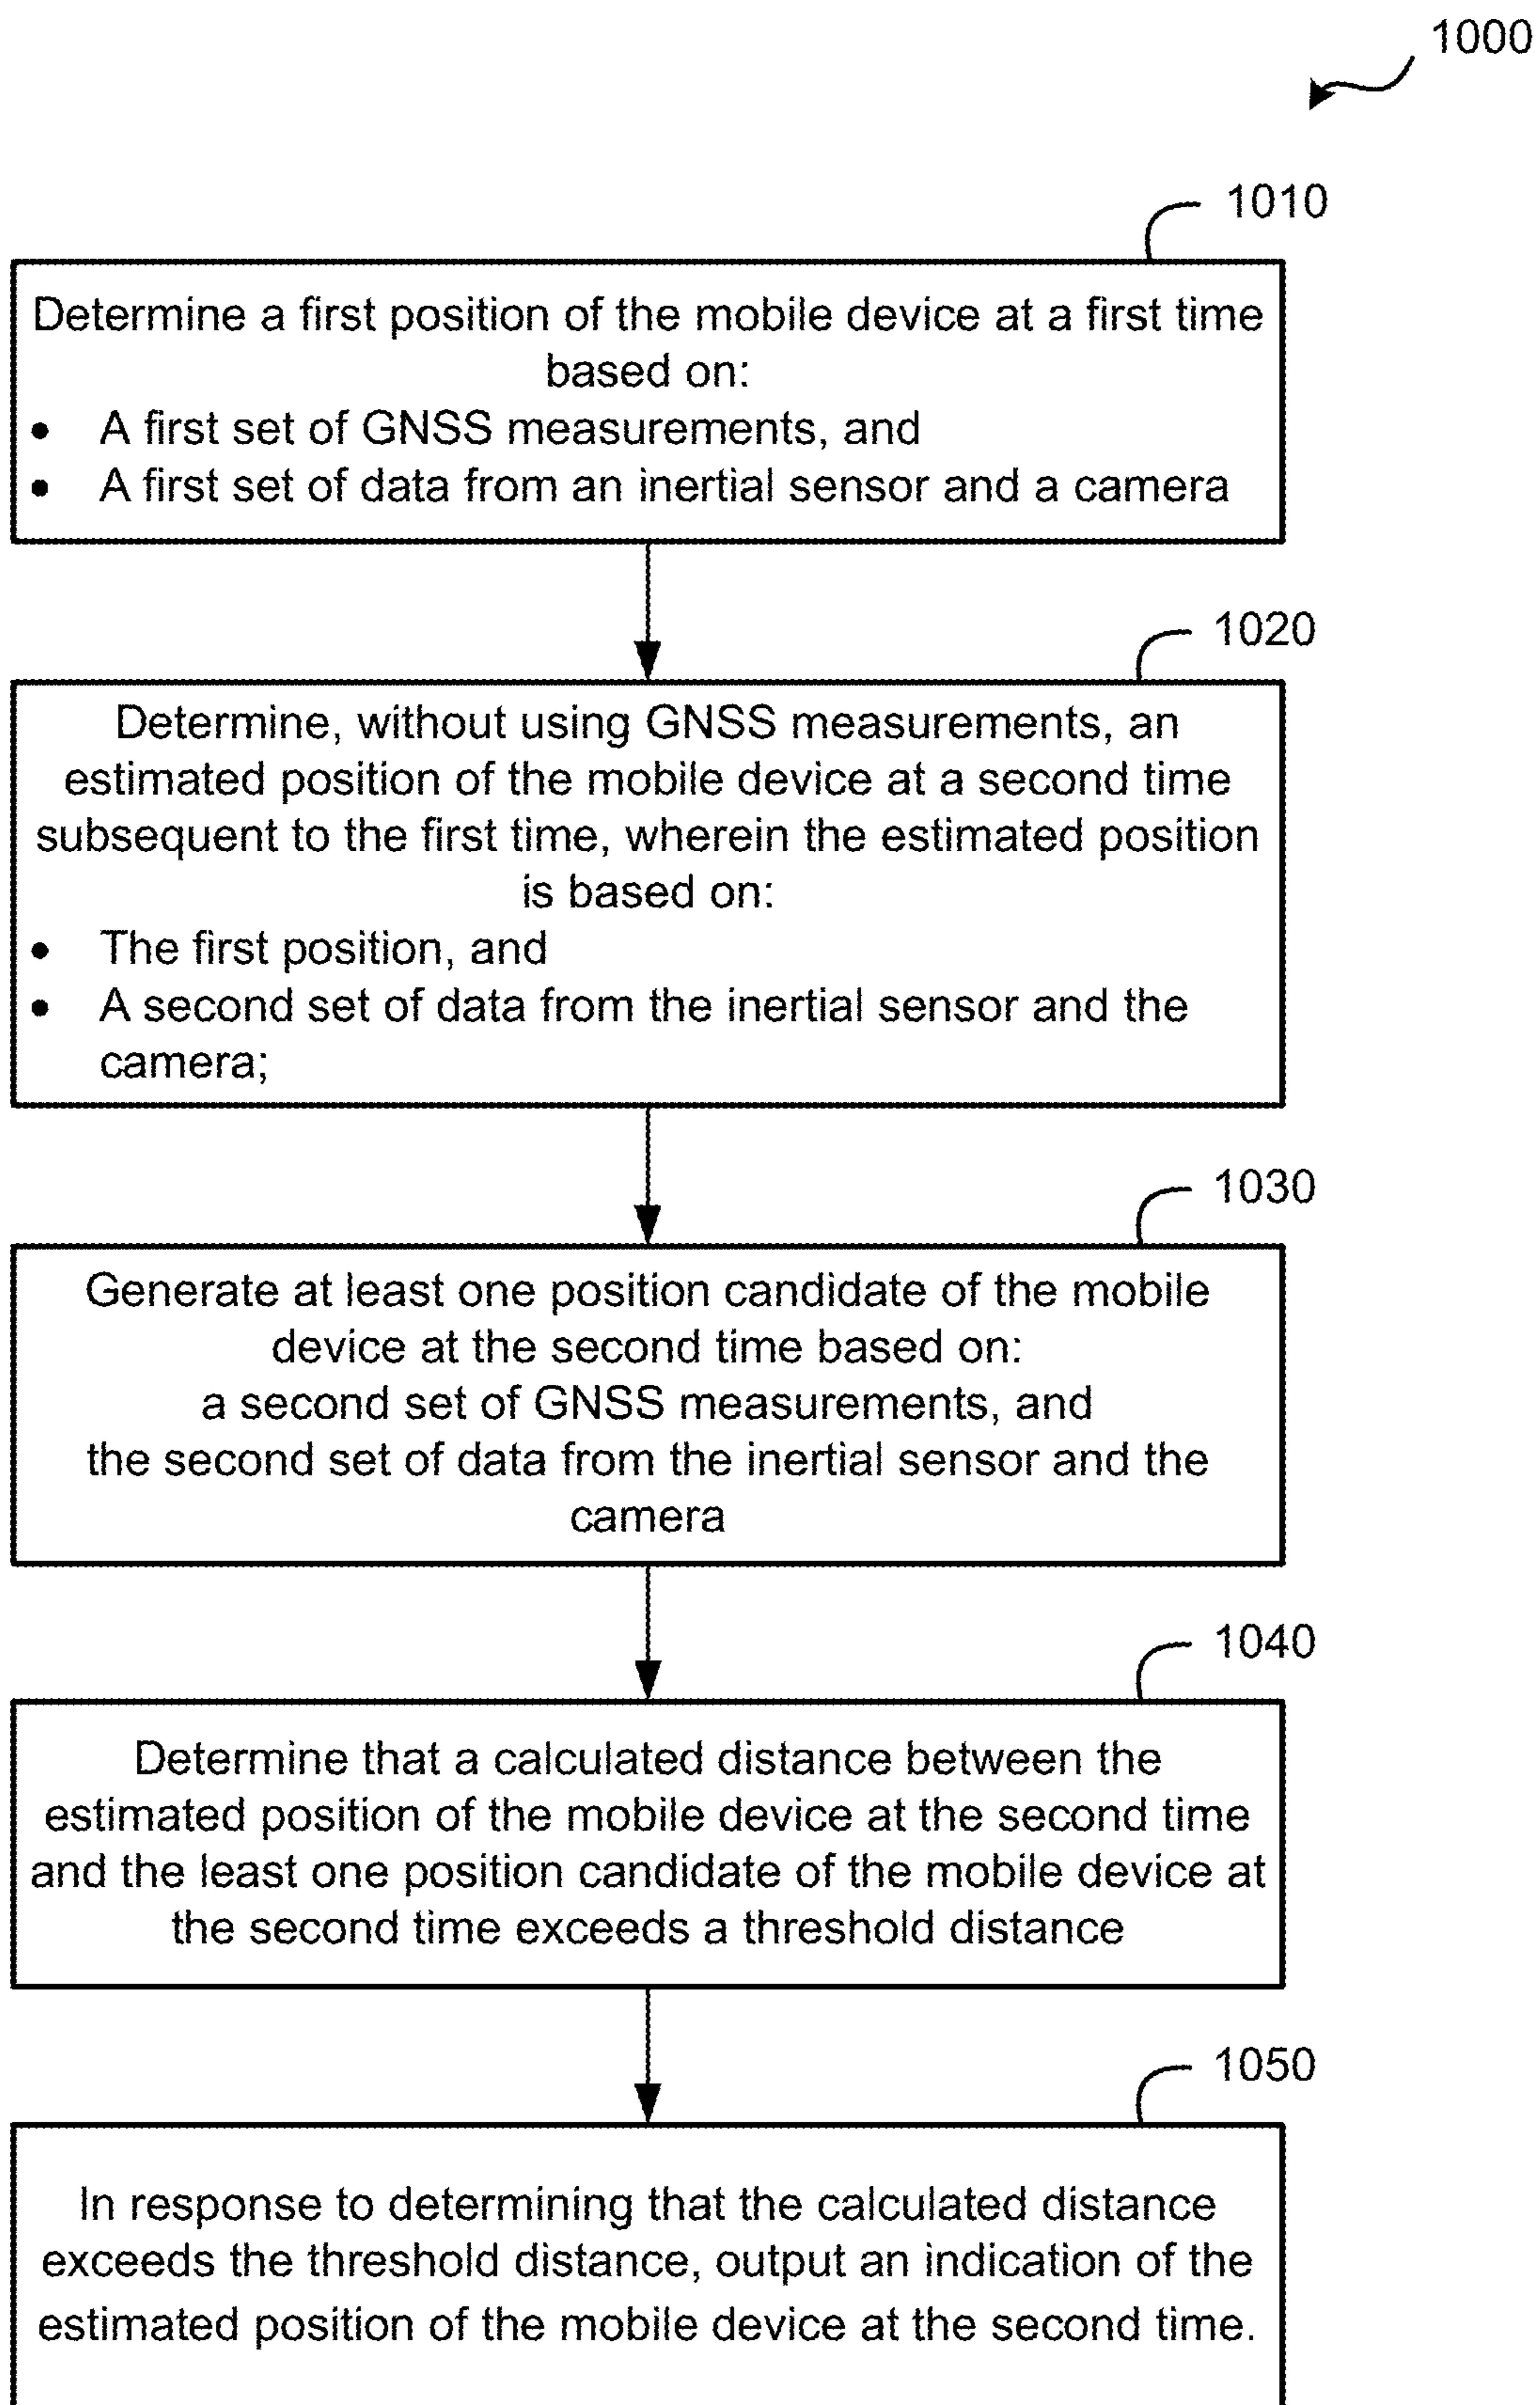 1000
1010
Determine a first position of the mobile device at a first time
based on:
• A first set of GNSS measurements, and
• A first set of data from an inertial sensor and a camera
1020
Determine, without using GNSS measurements, an
estimated position of the mobile device at a second time
subsequent to the first time, wherein the estimated position
is based on:
• The first position, and
• A second set of data from the inertial sensor and the
camera;
1030
Generate at least one position candidate of the mobile
device at the second time based on:
a second set of GNSS measurements, and
the second set of data from the inertial sensor and the
camera
1040
Determine that a calculated distance between the
estimated position of the mobile device at the second time
and the least one position candidate of the mobile device at
the second time exceeds a threshold distance
1050
In response to determining that the calculated distance
exceeds the threshold distance, output an indication of the
estimated position of the mobile device at the second time.